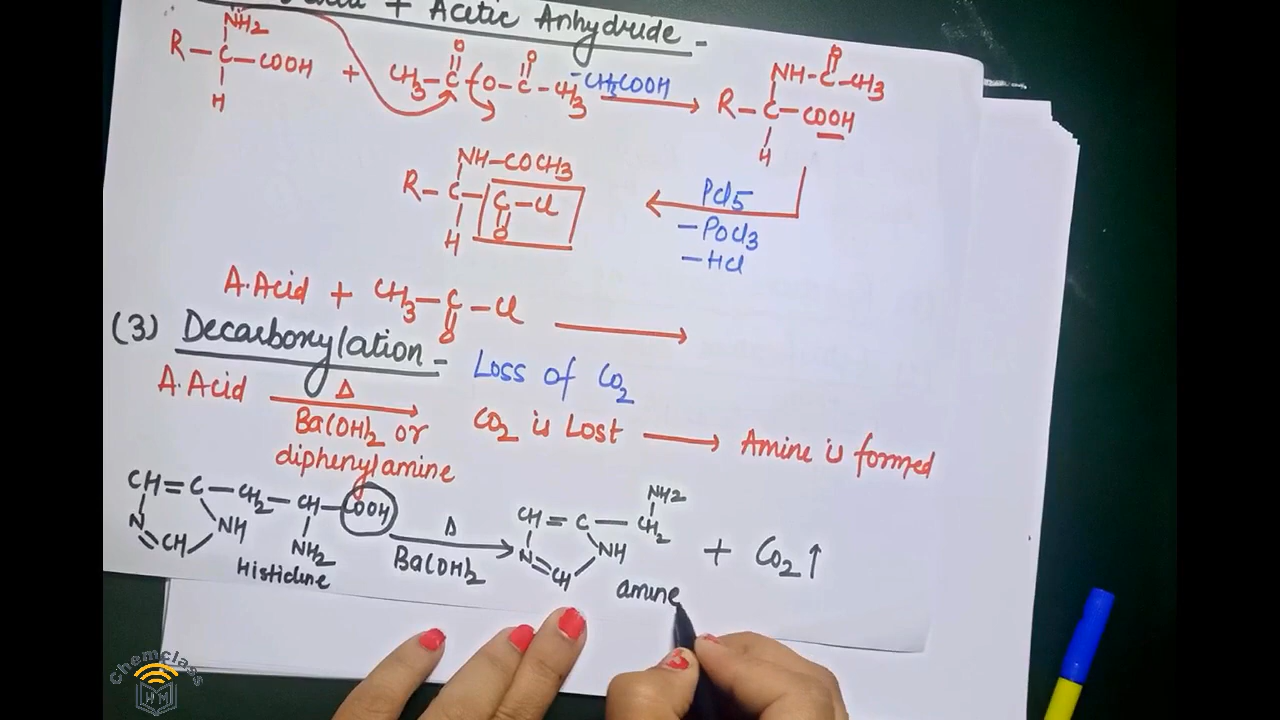 + Acetic Anhydride -
NH2 O O O
R-C-COOH + CH3-C-O-C-CH3 -CH3COOH NH-C-CH3
H R-C-COOH
H
NH-COCH3
R-C-C-Cl PCl5
H O -POCl3
-HCl
A.Acid + CH3-C-Cl
O
(3) Decarboxylation - Loss of CO2
A.Acid Δ CO2 is Lost Amine is formed
Ba(OH)2 or
diphenylamine
CH=C-CH2-CH-COOH Δ CH=C-CH2 NH2 + CO2↑
N NH NH2 Ba(OH)2 N NH
CH CH
Histidine amine
Chemclass
HM